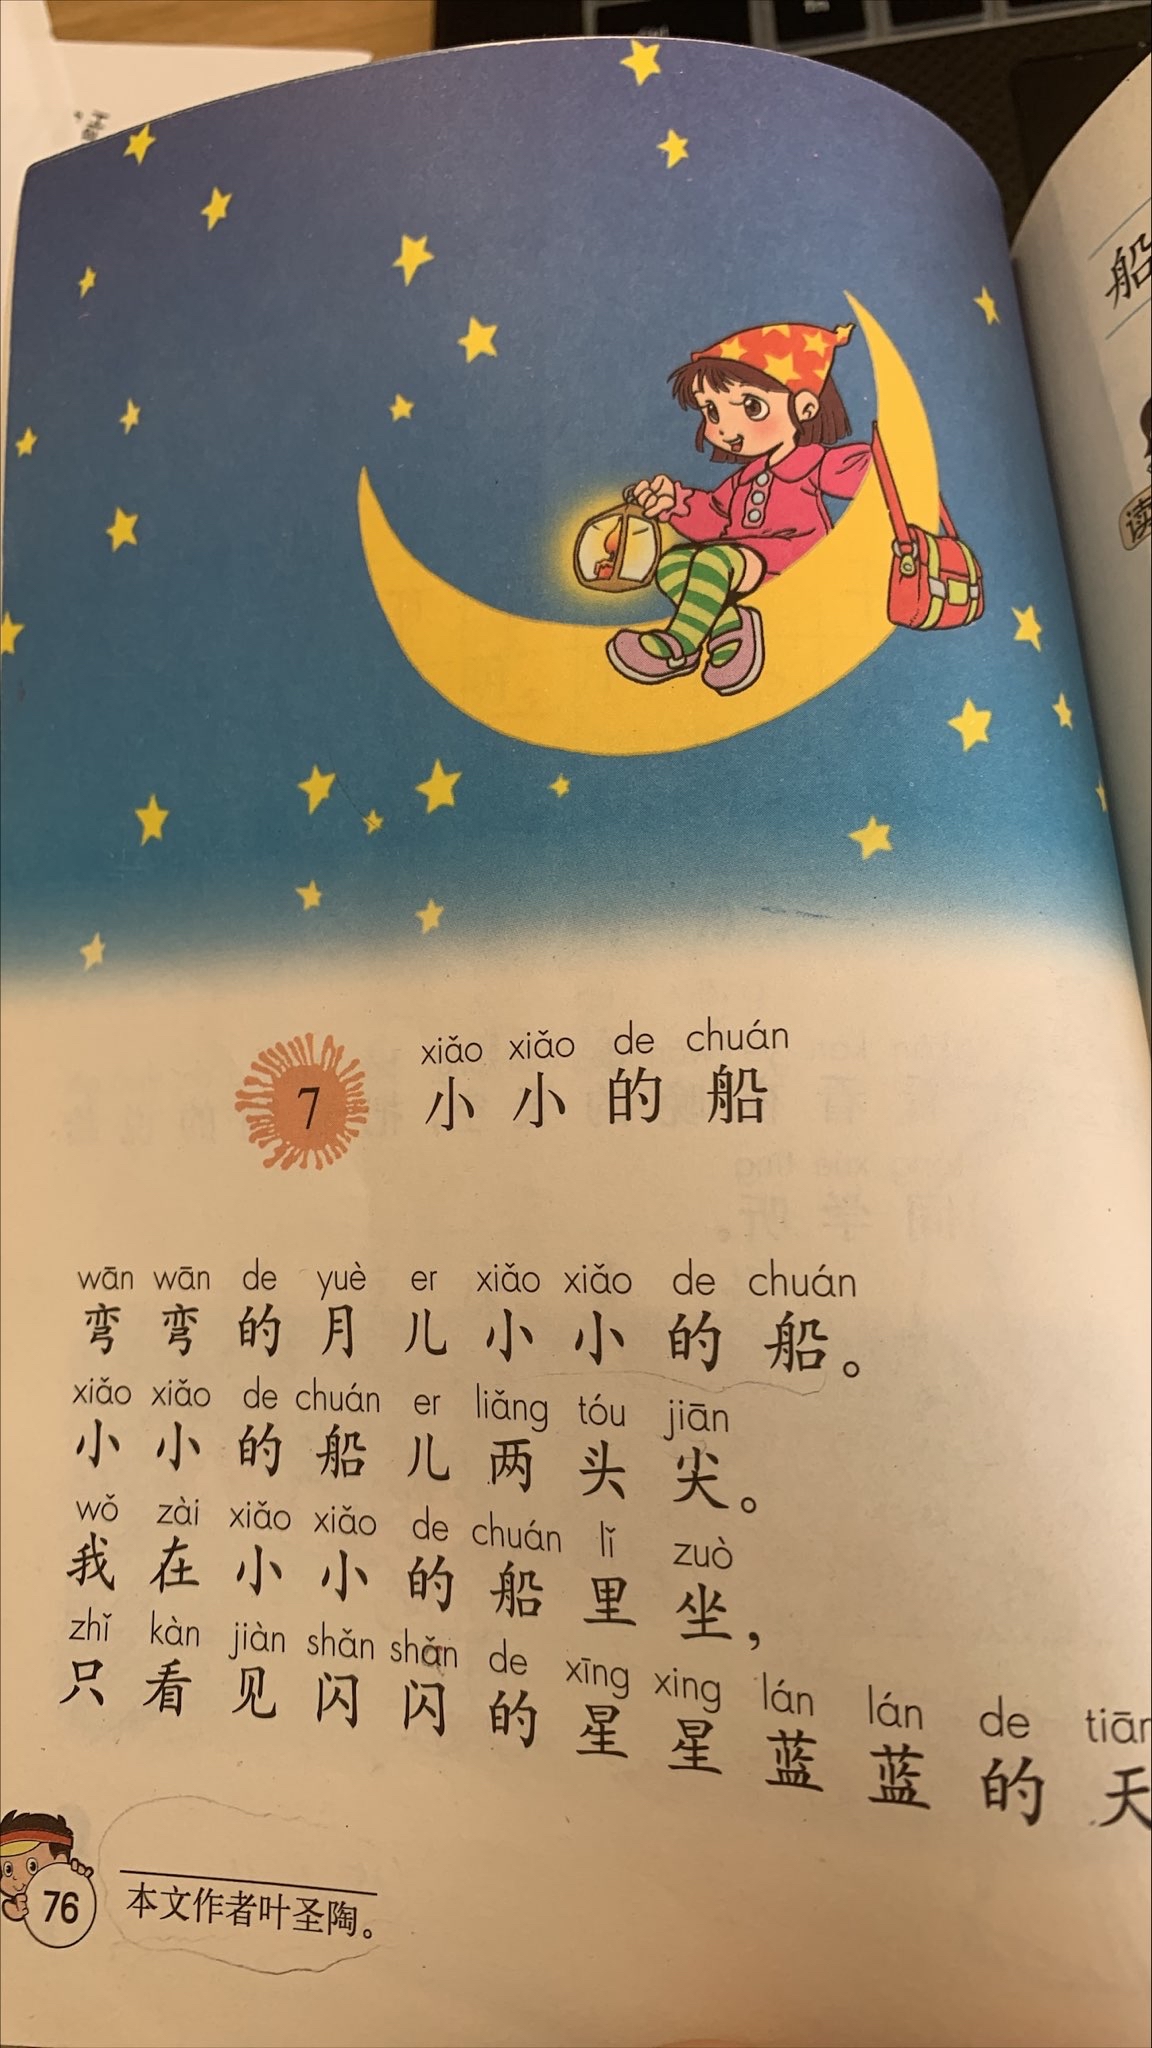 xiǎo xiǎo de chuán
7 小小的船
wān wān de yuè er xiǎo xiǎo de chuán
弯弯的月儿小小的船。
xiǎo xiǎo de chuán er liǎng tóu jiān
小小的船儿两头尖。
wǒ zài xiǎo xiǎo de chuán lǐ zuò
我在小小的船里坐，
zhǐ kàn jiàn shǎn shǎn de xīng xing lán lán de tiān
只看见闪闪的星星蓝蓝的天
76
本文作者叶圣陶。
船
读